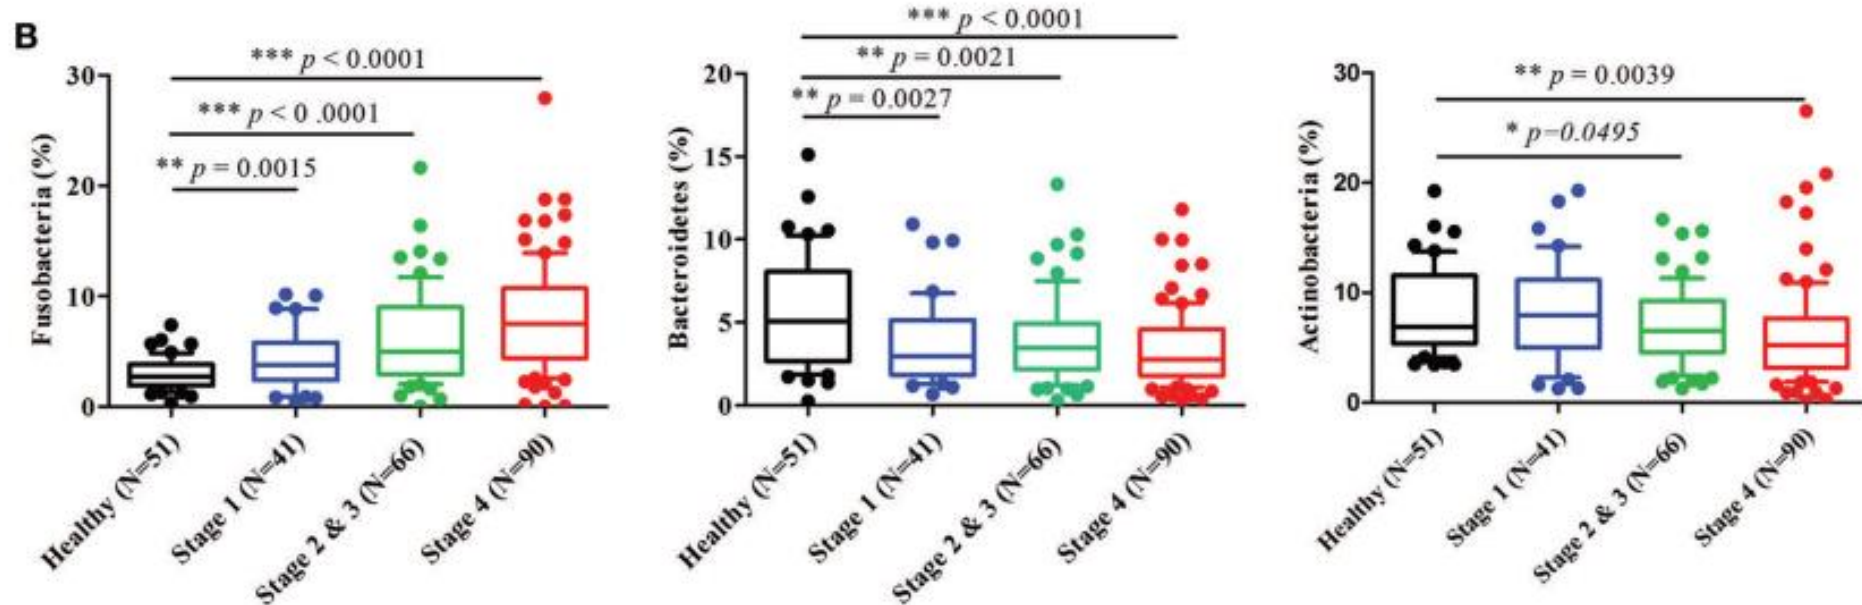 B
*** p < 0.0001
*** p < 0 .0001
** p = 0.0015
Fusobacteria (%)
30
20
10
0
Healthy (N=51)
Stage 1 (N=41)
Stage 2 & 3 (N=66)
Stage 4 (N=90)
*** p < 0.0001
** p = 0.0021
** p = 0.0027
Bacteroidetes (%)
20
15
10
5
0
Healthy (N=51)
Stage 1 (N=41)
Stage 2 & 3 (N=66)
Stage 4 (N=90)
** p = 0.0039
* p=0.0495
Actinobacteria (%)
30
20
10
0
Healthy (N=51)
Stage 1 (N=41)
Stage 2 & 3 (N=66)
Stage 4 (N=90)